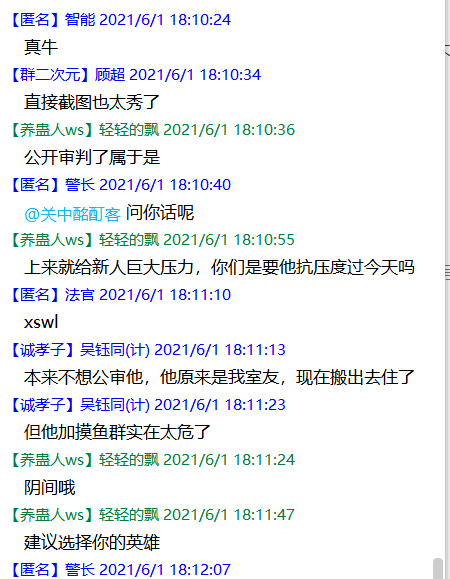 【匿名】智能 2021/6/1 18:10:24
真牛
【群二次元】顾超 2021/6/1 18:10:34
直接截图也太秀了
【养蛊人ws】轻轻的飘 2021/6/1 18:10:36
公开审判了属于是
【匿名】警长 2021/6/1 18:10:40
@关中酩酊客 问你话呢
【养蛊人ws】轻轻的飘 2021/6/1 18:10:55
上来就给新人巨大压力，你们是要他抗压度过今天吗
【匿名】法官 2021/6/1 18:11:10
xswl
【诚孝子】吴钰同(计) 2021/6/1 18:11:13
本来不想公审他，他原来是我室友，现在搬出去住了
【诚孝子】吴钰同(计) 2021/6/1 18:11:23
但他加摸鱼群实在太危了
【养蛊人ws】轻轻的飘 2021/6/1 18:11:24
阴间哦
【养蛊人ws】轻轻的飘 2021/6/1 18:11:47
建议选择你的英雄
【匿名】警长 2021/6/1 18:12:07